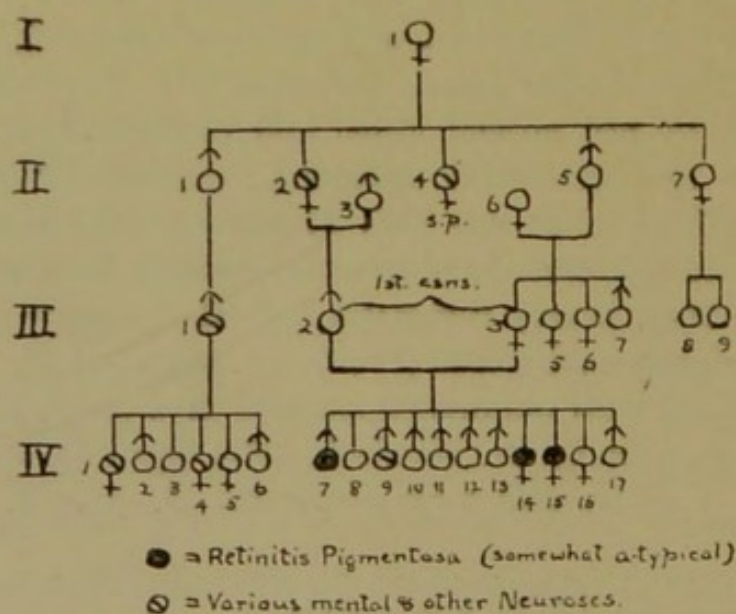 I
1
II
1 2 3 4 5 6 7
s.p.
1st. csns.
III
1 2 3 5 6 7 8 9
IV
1 2 3 4 5 6 7 8 9 10 11 12 13 14 15 16 17
= Retinitis Pigmentosa (somewhat a-typical)
= Various mental & other Neuroses.